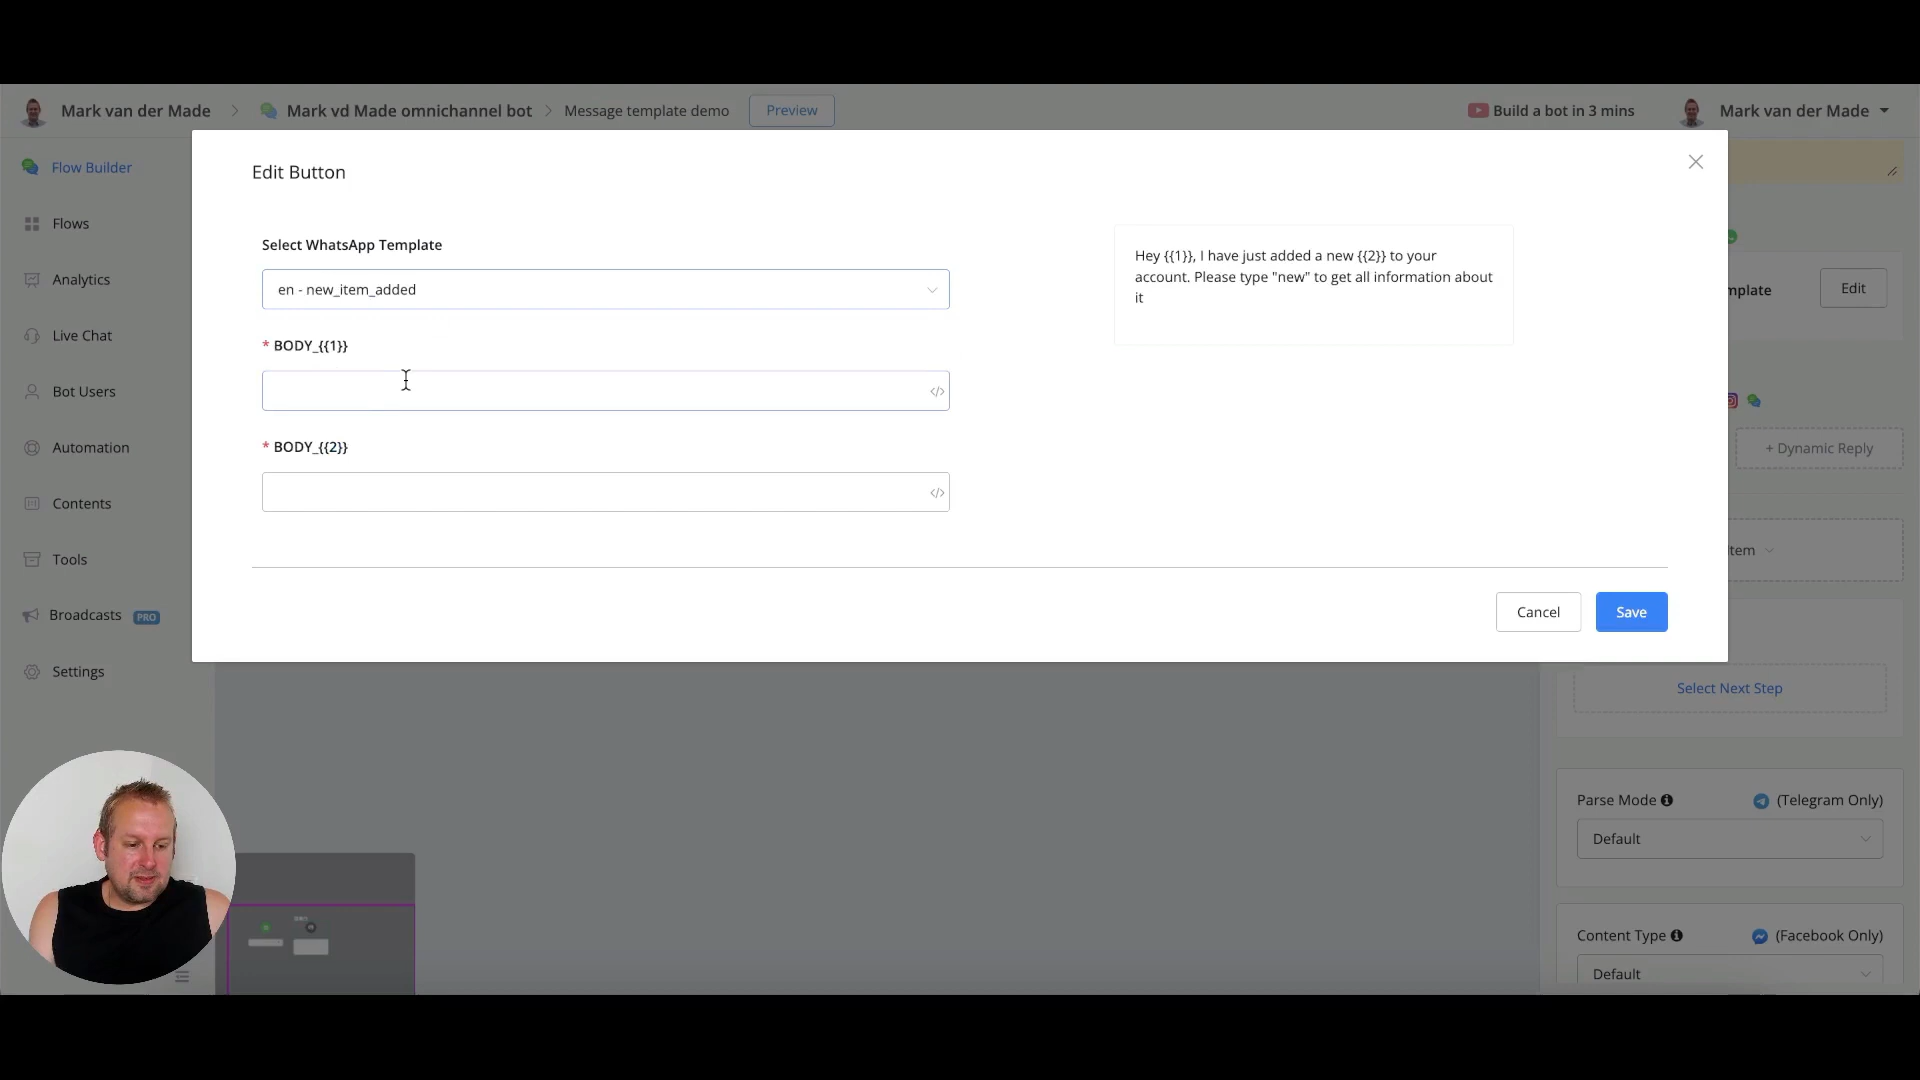 Mark van der Made > Mark vd Made omnichannel bot > Message template demo Preview Build a bot in 3 mins Mark van der Made
Flow Builder
Flows
Analytics
Live Chat
Bot Users
Automation
Contents
Tools
Broadcasts PRO
Settings
Edit Button
Select WhatsApp Template
en - new_item_added
* BODY_{{1}}
</>
* BODY_{{2}}
</>
Hey {{1}}, I have just added a new {{2}} to your
account. Please type "new" to get all information about
it
Cancel Save
mplate Edit
+ Dynamic Reply
Item
Select Next Step
Parse Mode (Telegram Only)
Default
Content Type (Facebook Only)
Default